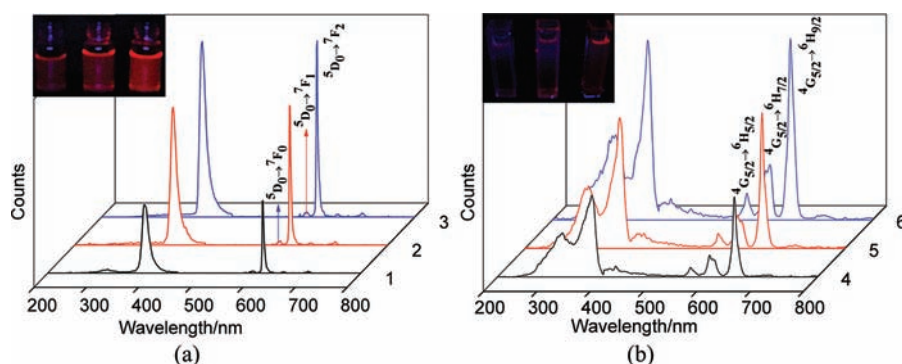 Counts
⁵D₀→⁷F₀
⁵D₀→⁷F₁
⁵D₀→⁷F₂
3
2
1
200 300 400 500 600 700 800
Wavelength/nm
(a)
Counts
⁴G₅/₂→⁶H₅/₂
⁴G₅/₂→⁶H₇/₂
⁴G₅/₂→⁶H₉/₂
6
5
4
200 300 400 500 600 700 800
Wavelength/nm
(b)